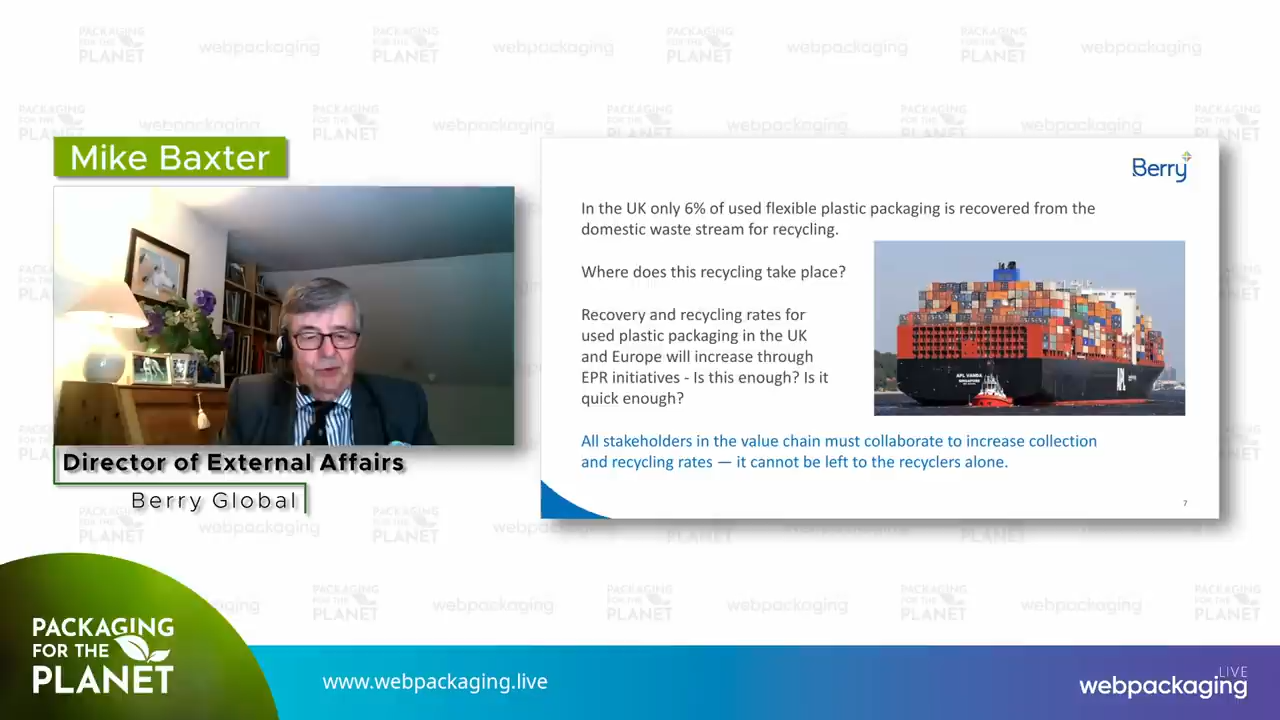 Mike Baxter
Director of External Affairs
Berry Global
Berry
In the UK only 6% of used flexible plastic packaging is recovered from the
domestic waste stream for recycling.
Where does this recycling take place?
Recovery and recycling rates for
used plastic packaging in the UK
and Europe will increase through
EPR initiatives - Is this enough? Is it
quick enough?
APL VANDA
APL
All stakeholders in the value chain must collaborate to increase collection
and recycling rates — it cannot be left to the recyclers alone.
7
PACKAGING
FOR THE
PLANET
www.webpackaging.live
LIVE
webpackaging